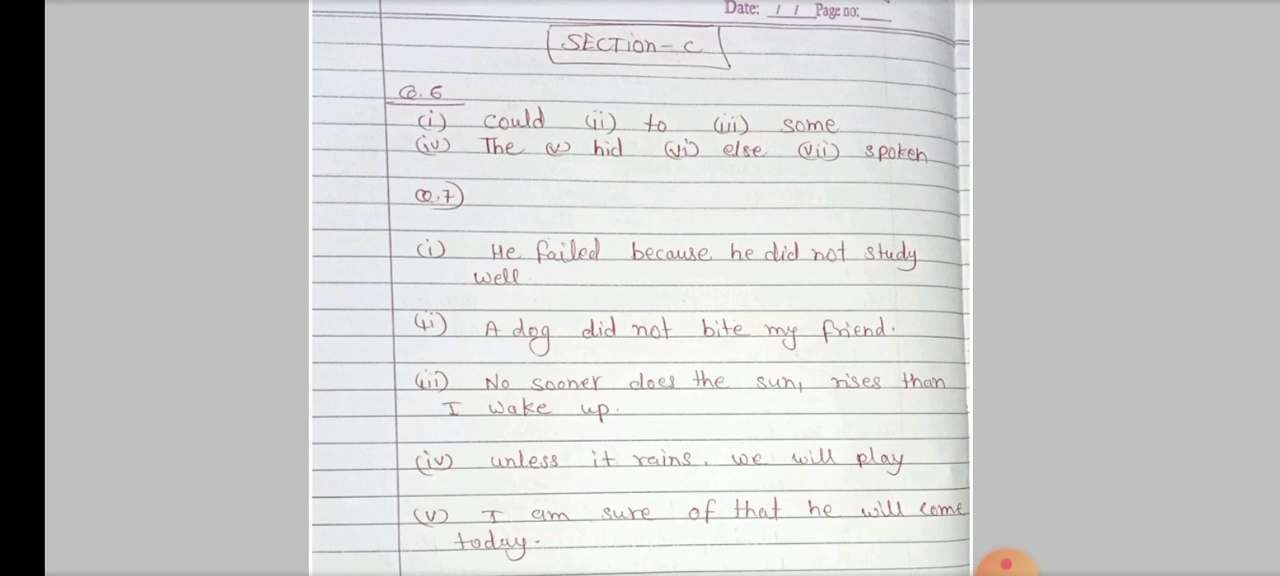 Date: / / Page no:
SECTION-C
Q.6
(i) could (ii) to (iii) some
(iv) The (v) hid (vi) else (vii) spoken
Q.7)
(i) He failed because he did not study
well.
(ii) A dog did not bite my friend.
(iii) No sooner does the sun, rises than
I wake up.
(iv) unless it rains. we will play
(v) I am sure of that he will come
today.